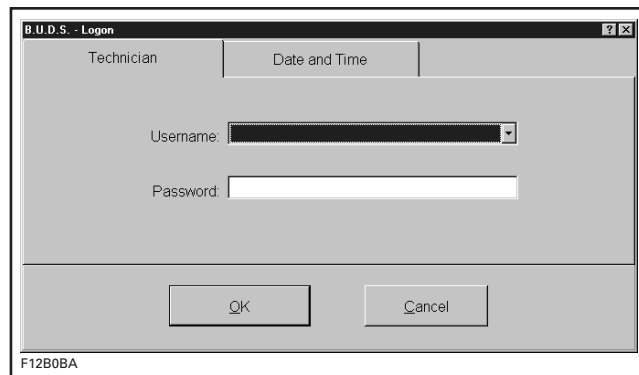 B.U.D.S. - Logon ? ×
Technician Date and Time
Username:
Password:
OK Cancel
F12B0BA